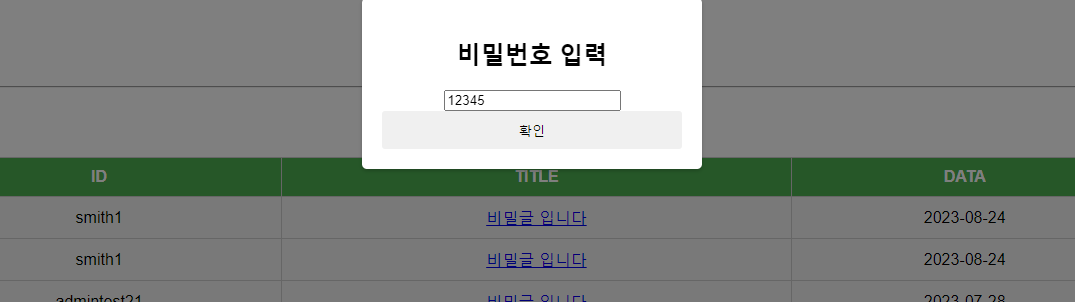 비밀번호 입력
12345
확인
ID TITLE DATA
smith1 비밀글 입니다 2023-08-24
smith1 비밀글 입니다 2023-08-24
admintest21 비밀글 입니다 2023-07-28